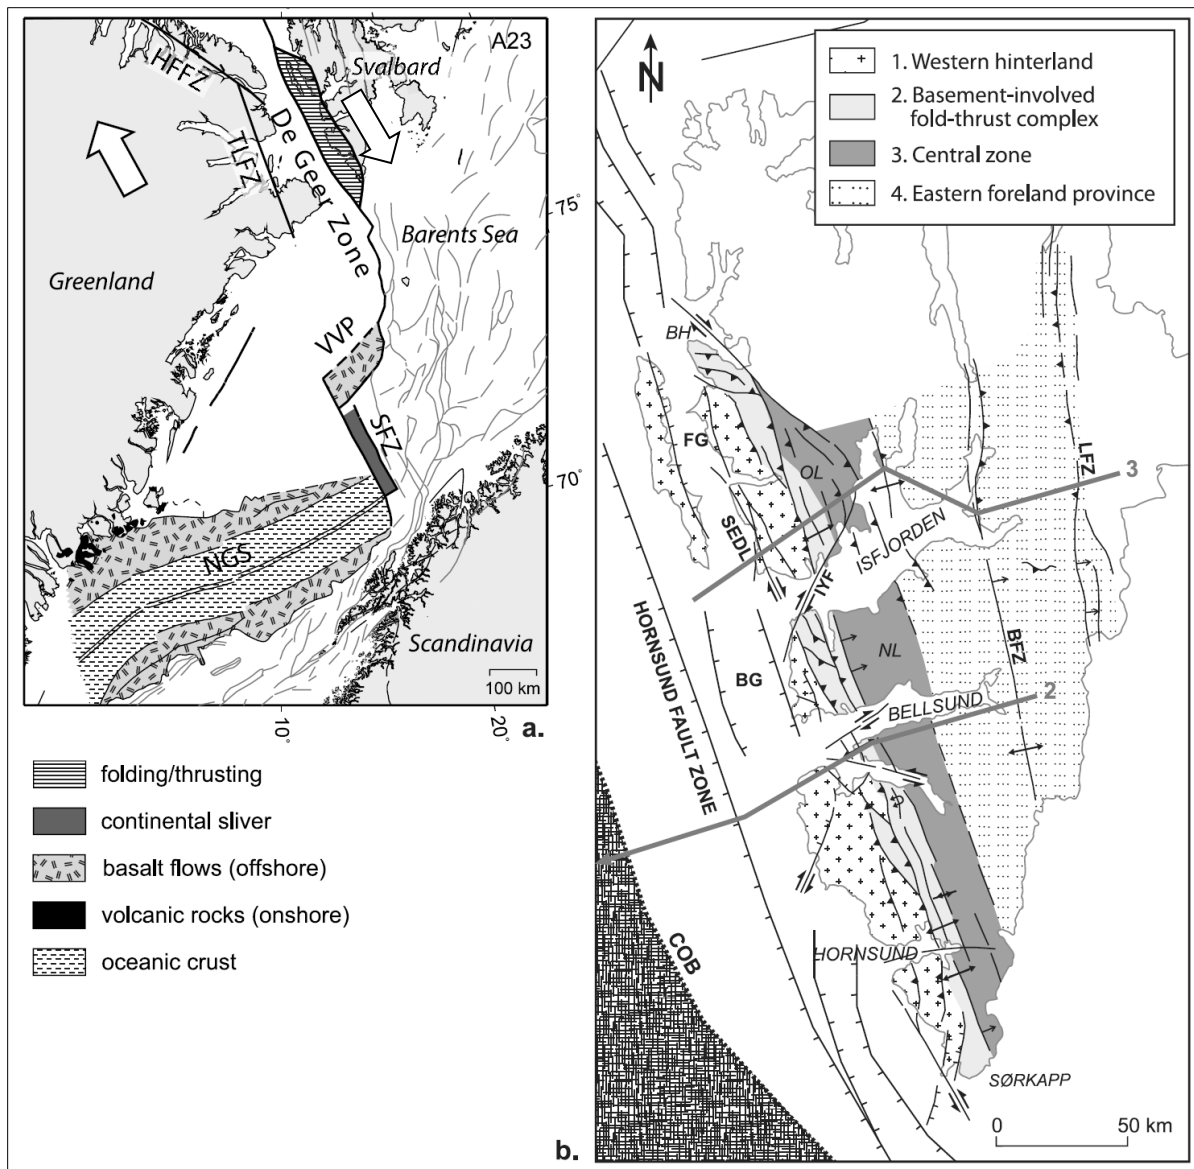 A23
HFFZ
Svalbard
De Geer Zone
TLFZ
75°
Barents Sea
Greenland
VVP
SFZ
70°
NGS
Scandinavia
100 km
10°
20°
a.
folding/thrusting
continental sliver
basalt flows (offshore)
volcanic rocks (onshore)
oceanic crust
N
1. Western hinterland
2. Basement-involved
fold-thrust complex
3. Central zone
4. Eastern foreland province
BH
FG
OL
LFZ
3
SEDL
ISFJORDEN
IYF
HORNSUND FAULT ZONE
BG
NL
BFZ
BELLSUND
2
P
COB
HORNSUND
SØRKAPP
0
50 km
b.